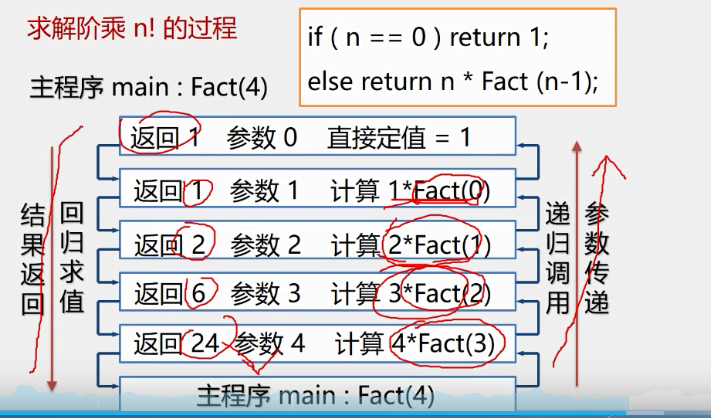 求解阶乘 n! 的过程
if ( n == 0 ) return 1;
else return n * Fact (n-1);
主程序 main : Fact(4)
返回 1 参数 0 直接定值 = 1
返回 1 参数 1 计算 1*Fact(0)
返回 2 参数 2 计算 2*Fact(1)
返回 6 参数 3 计算 3*Fact(2)
返回 24 参数 4 计算 4*Fact(3)
主程序 main : Fact(4)
结果返回
回归求值
递归调用
参数传递